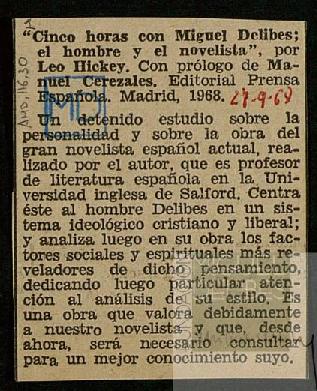 "Cinco horas con Miguel Delibes;
el hombre y el novelista", por
Leo Hickey. Con prólogo de Ma-
nuel Cerezales. Editorial Prensa
Española. Madrid, 1968. 27-9-69
Un detenido estudio sobre la
personalidad y sobre la obra del
gran novelista español actual, rea-
lizado por el autor, que es profesor
de literatura española en la Uni-
versidad inglesa de Salford. Centra
éste al hombre Delibes en un sis-
tema ideológico cristiano y liberal;
y analiza luego en su obra los fac-
tores sociales y espirituales más re-
veladores de dicho pensamiento,
dedicando luego particular aten-
ción al análisis de su estilo. Es
una obra que valora debidamente
a nuestro novelista y que, desde
ahora, será necesario consultar
para un mejor conocimiento suyo.